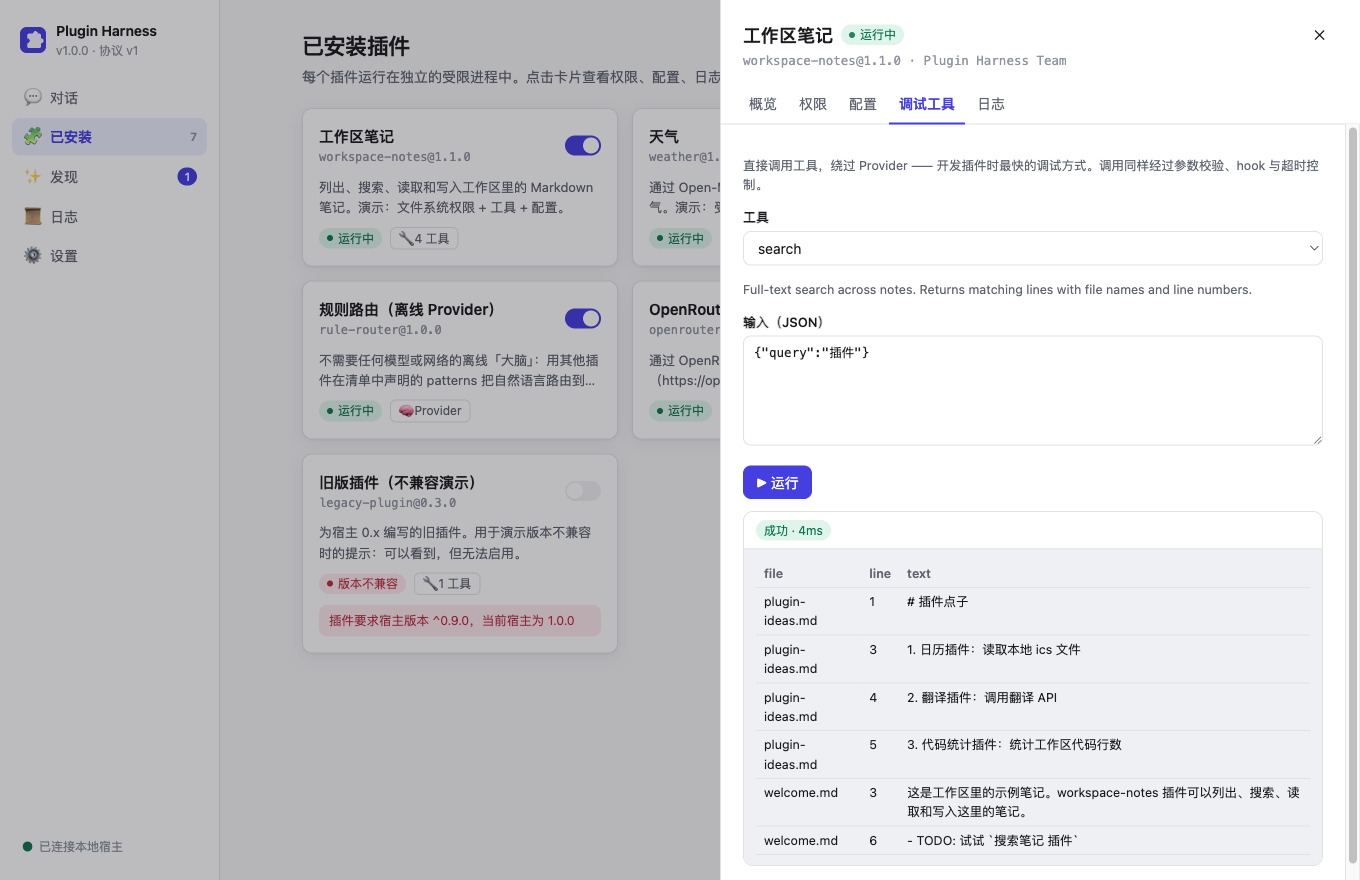 Plugin Harness
v1.0.0 · 协议 v1
对话
已安装 7
发现 1
日志
设置
已连接本地宿主
已安装插件
每个插件运行在独立的受限进程中。点击卡片查看权限、配置、日志
工作区笔记
workspace-notes@1.1.0
列出、搜索、读取和写入工作区里的 Markdown
笔记。演示：文件系统权限 + 工具 + 配置。
运行中 4 工具
天气
weather@1.
通过 Open-M
气。演示：受
运行中
规则路由（离线 Provider）
rule-router@1.0.0
不需要任何模型或网络的离线「大脑」：用其他插
件在清单中声明的 patterns 把自然语言路由到...
运行中 Provider
OpenRout
openrouter
通过 OpenR
（https://op
运行中
旧版插件（不兼容演示）
legacy-plugin@0.3.0
为宿主 0.x 编写的旧插件。用于演示版本不兼容
时的提示：可以看到，但无法启用。
版本不兼容 1 工具
插件要求宿主版本 ^0.9.0，当前宿主为 1.0.0
工作区笔记 运行中
workspace-notes@1.1.0 · Plugin Harness Team
概览 权限 配置 调试工具 日志
直接调用工具，绕过 Provider —— 开发插件时最快的调试方式。调用同样经过参数校验、hook 与超时控
制。
工具
search
Full-text search across notes. Returns matching lines with file names and line numbers.
输入（JSON）
{"query":"插件"}
运行
成功 · 4ms
file line text
plugin-
ideas.md 1 # 插件点子
plugin-
ideas.md 3 1. 日历插件：读取本地 ics 文件
plugin-
ideas.md 4 2. 翻译插件：调用翻译 API
plugin-
ideas.md 5 3. 代码统计插件：统计工作区代码行数
welcome.md 3 这是工作区里的示例笔记。workspace-notes 插件可以列出、搜索、读
取和写入这里的笔记。
welcome.md 6 - TODO: 试试 `搜索笔记 插件`